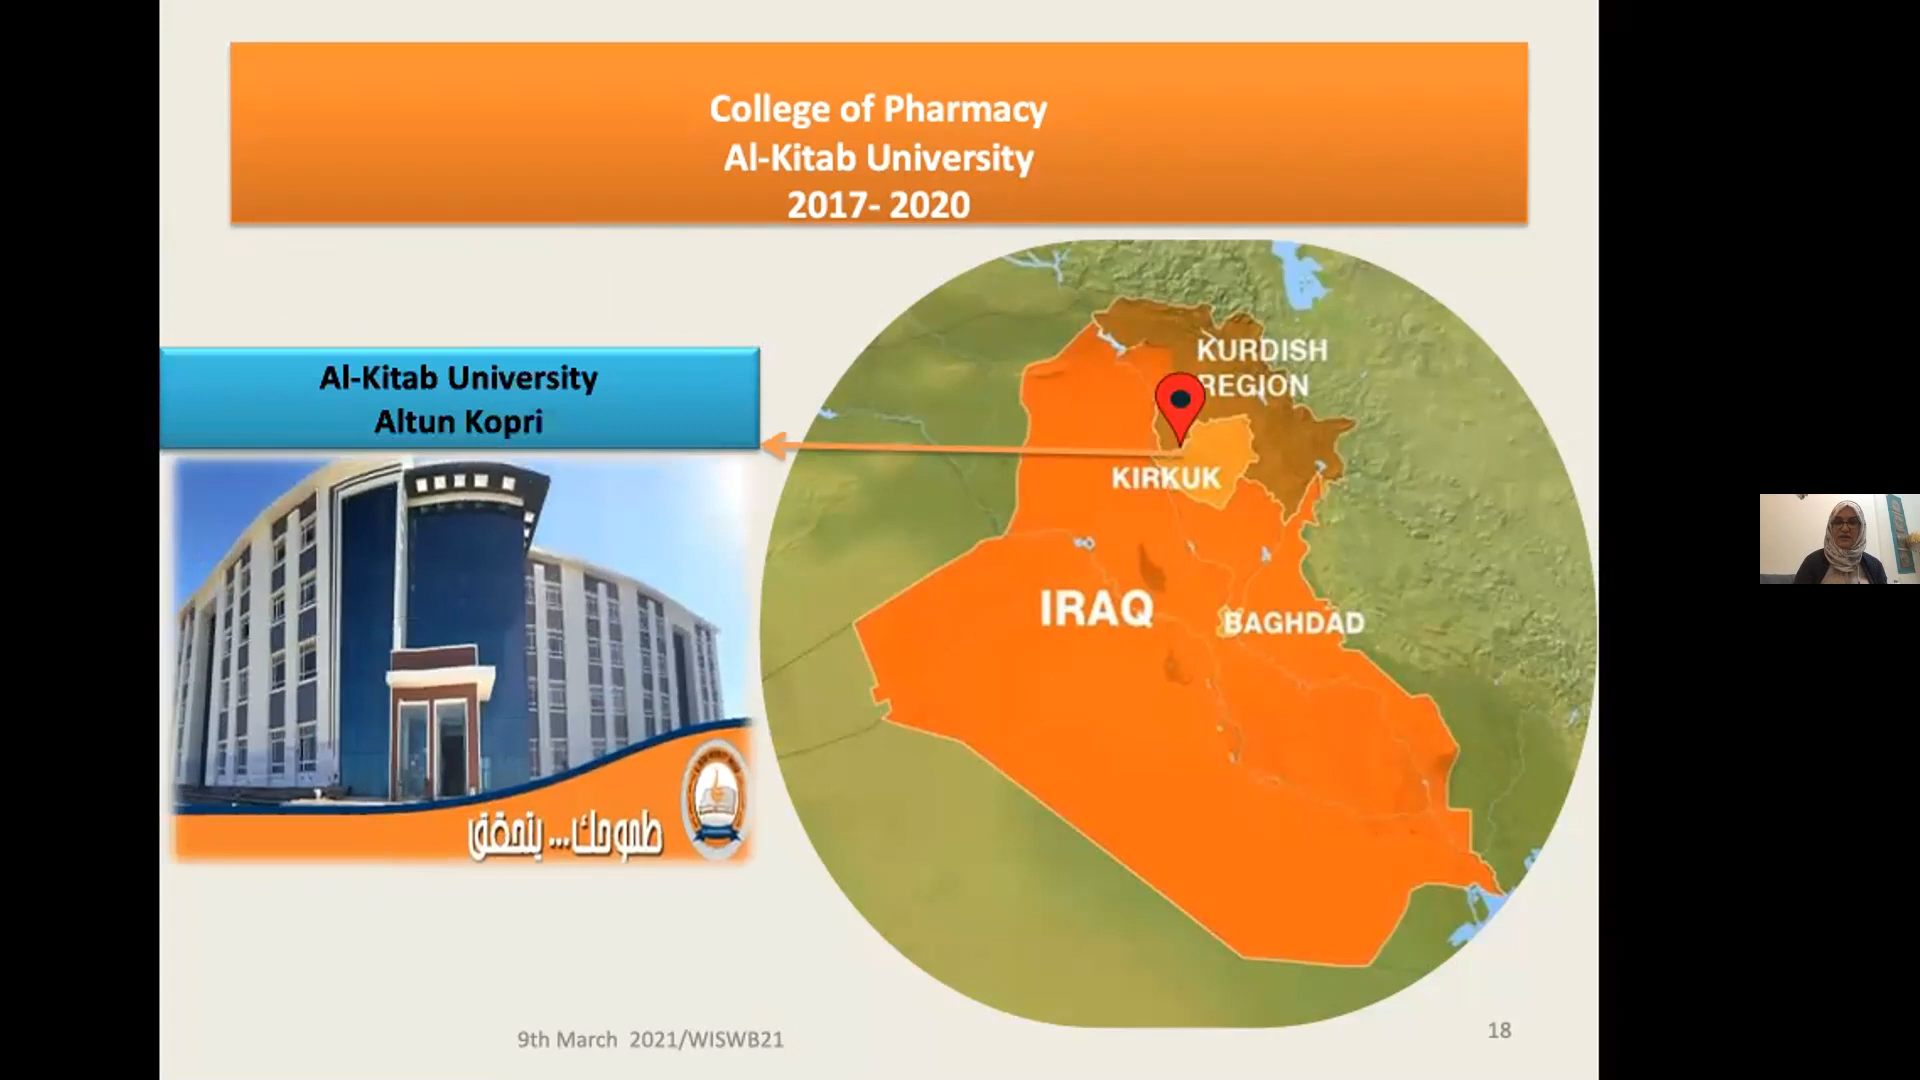 College of Pharmacy
Al-Kitab University
2017- 2020
Al-Kitab University
Altun Kopri
KURDISH
REGION
KIRKUK
IRAQ
BAGHDAD
طموحك... يتحقق
9th March 2021/WISWB21
18